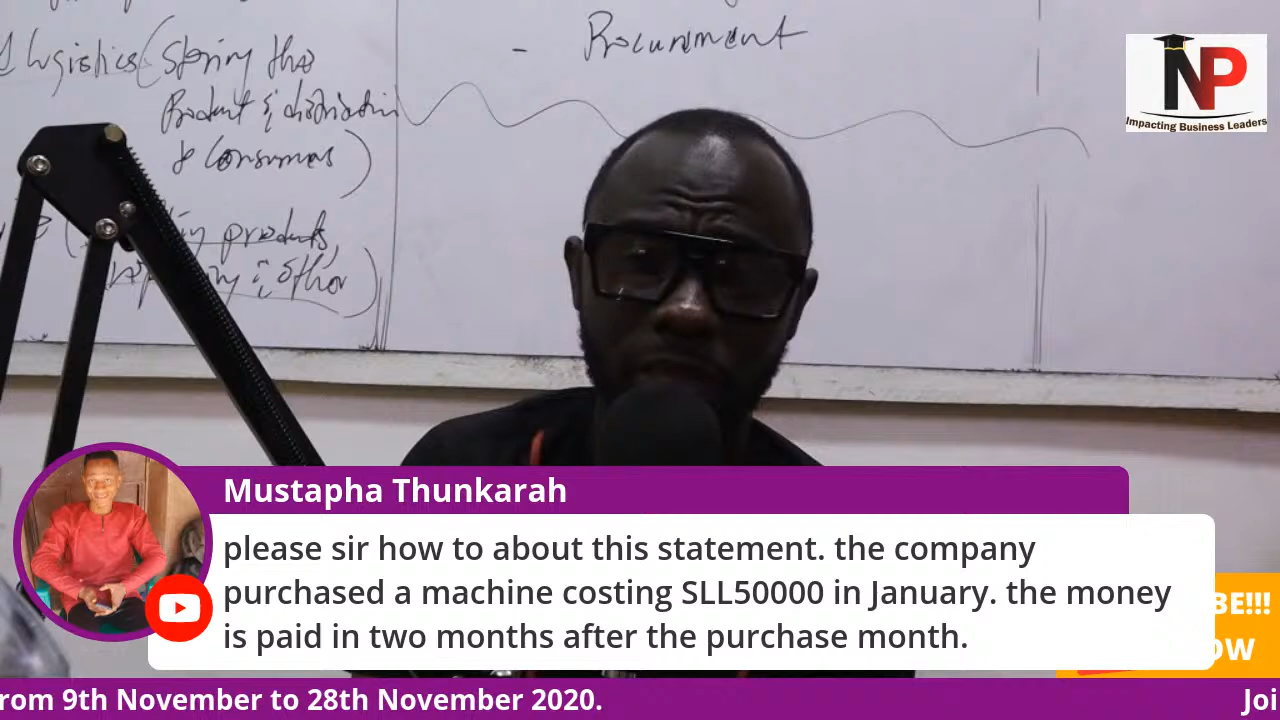 - Procurement
Logistics (Storing the
Product & distribution
Consumers )
products,
& other )
NP
Impacting Business Leaders
Mustapha Thunkarah
please sir how to about this statement. the company
purchased a machine costing SLL50000 in January. the money
is paid in two months after the purchase month.
BE!!!
OW
rom 9th November to 28th November 2020.
Joi